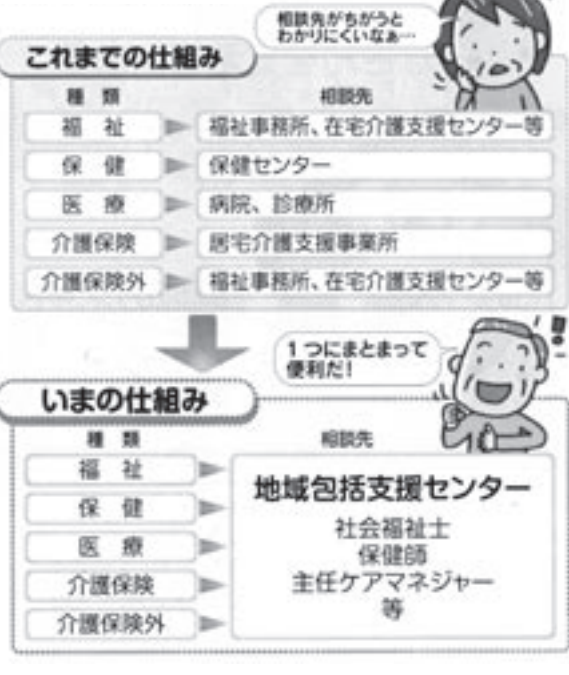 相談先がちがうと
わかりにくいなぁ…
これまでの仕組み
種 類 相談先
福 祉 福祉事務所、在宅介護支援センター等
保 健 保健センター
医 療 病院、診療所
介護保険 居宅介護支援事業所
介護保険外 福祉事務所、在宅介護支援センター等
1つにまとまって
便利だ!
いまの仕組み
種 類 相談先
福 祉
保 健
医 療
介護保険
介護保険外
地域包括支援センター
社会福祉士
保健師
主任ケアマネジャー
等